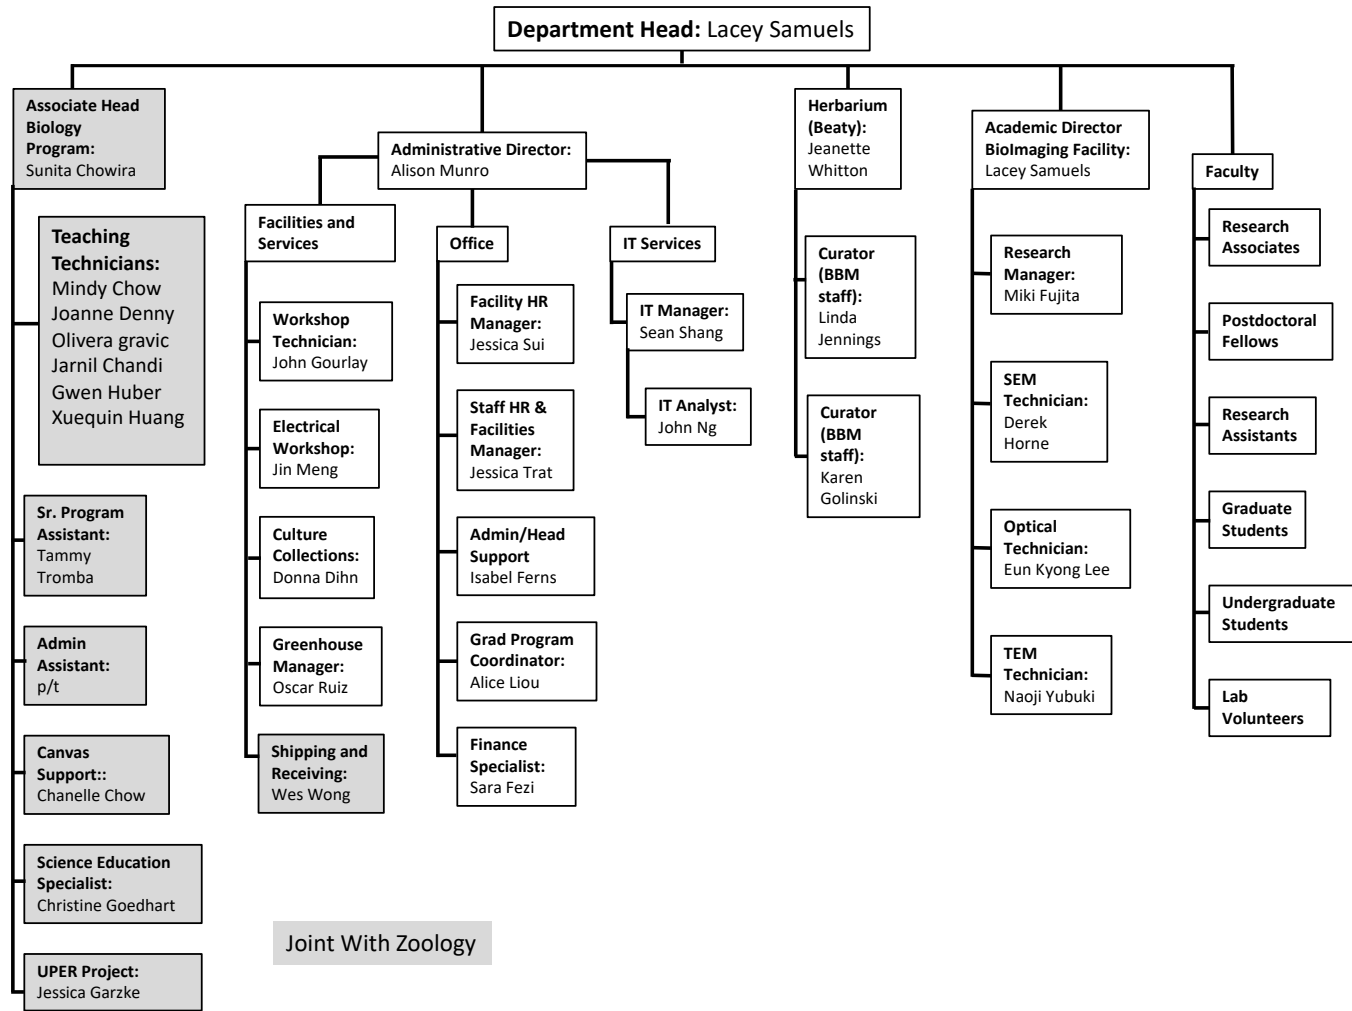 Department Head: Lacey Samuels
Associate Head
Biology
Program:
Sunita Chowira
Teaching
Technicians:
Mindy Chow
Joanne Denny
Olivera gravic
Jarnil Chandi
Gwen Huber
Xuequin Huang
Sr. Program
Assistant:
Tammy
Tromba
Admin
Assistant:
p/t
Canvas
Support::
Chanelle Chow
Science Education
Specialist:
Christine Goedhart
UPER Project:
Jessica Garzke
Administrative Director:
Alison Munro
Facilities and
Services
Workshop
Technician:
John Gourlay
Electrical
Workshop:
Jin Meng
Culture
Collections:
Donna Dihn
Greenhouse
Manager:
Oscar Ruiz
Shipping and
Receiving:
Wes Wong
Office
Facility HR
Manager:
Jessica Sui
Staff HR &
Facilities
Manager:
Jessica Trat
Admin/Head
Support
Isabel Ferns
Grad Program
Coordinator:
Alice Liou
Finance
Specialist:
Sara Fezi
IT Services
IT Manager:
Sean Shang
IT Analyst:
John Ng
Herbarium
(Beaty):
Jeanette
Whitton
Curator
(BBM
staff):
Linda
Jennings
Curator
(BBM
staff):
Karen
Golinski
Academic Director
BioImaging Facility:
Lacey Samuels
Research
Manager:
Miki Fujita
SEM
Technician:
Derek
Horne
Optical
Technician:
Eun Kyong Lee
TEM
Technician:
Naoji Yubuki
Faculty
Research
Associates
Postdoctoral
Fellows
Research
Assistants
Graduate
Students
Undergraduate
Students
Lab
Volunteers
Joint With Zoology